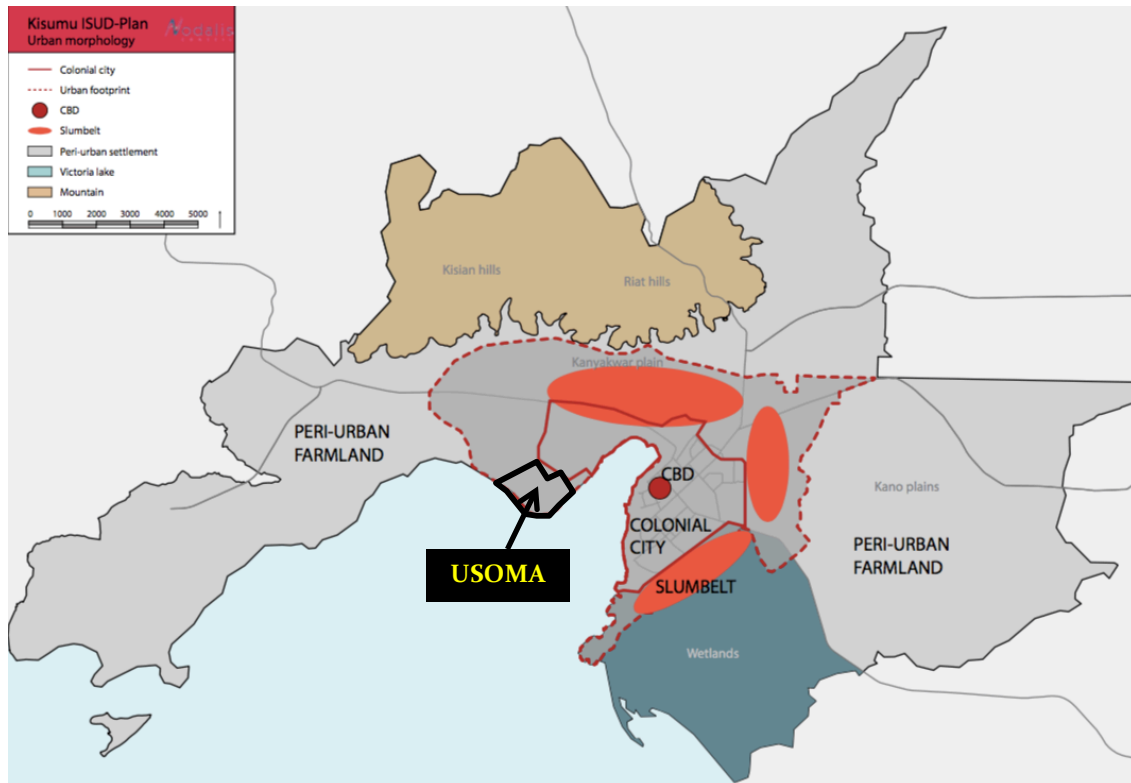 Kisumu ISUD-Plan
Nodalis
Urban morphology
Colonial city
Urban footprint
CBD
Slumbelt
Peri-urban settlement
Victoria lake
Mountain
0 1000 2000 3000 4000 5000
Kisian hills
Riat hills
Kanyakwar plain
PERI-URBAN
FARMLAND
CBD
Kano plains
COLONIAL
CITY
PERI-URBAN
FARMLAND
USOMA
SLUMBELT
Wetlands